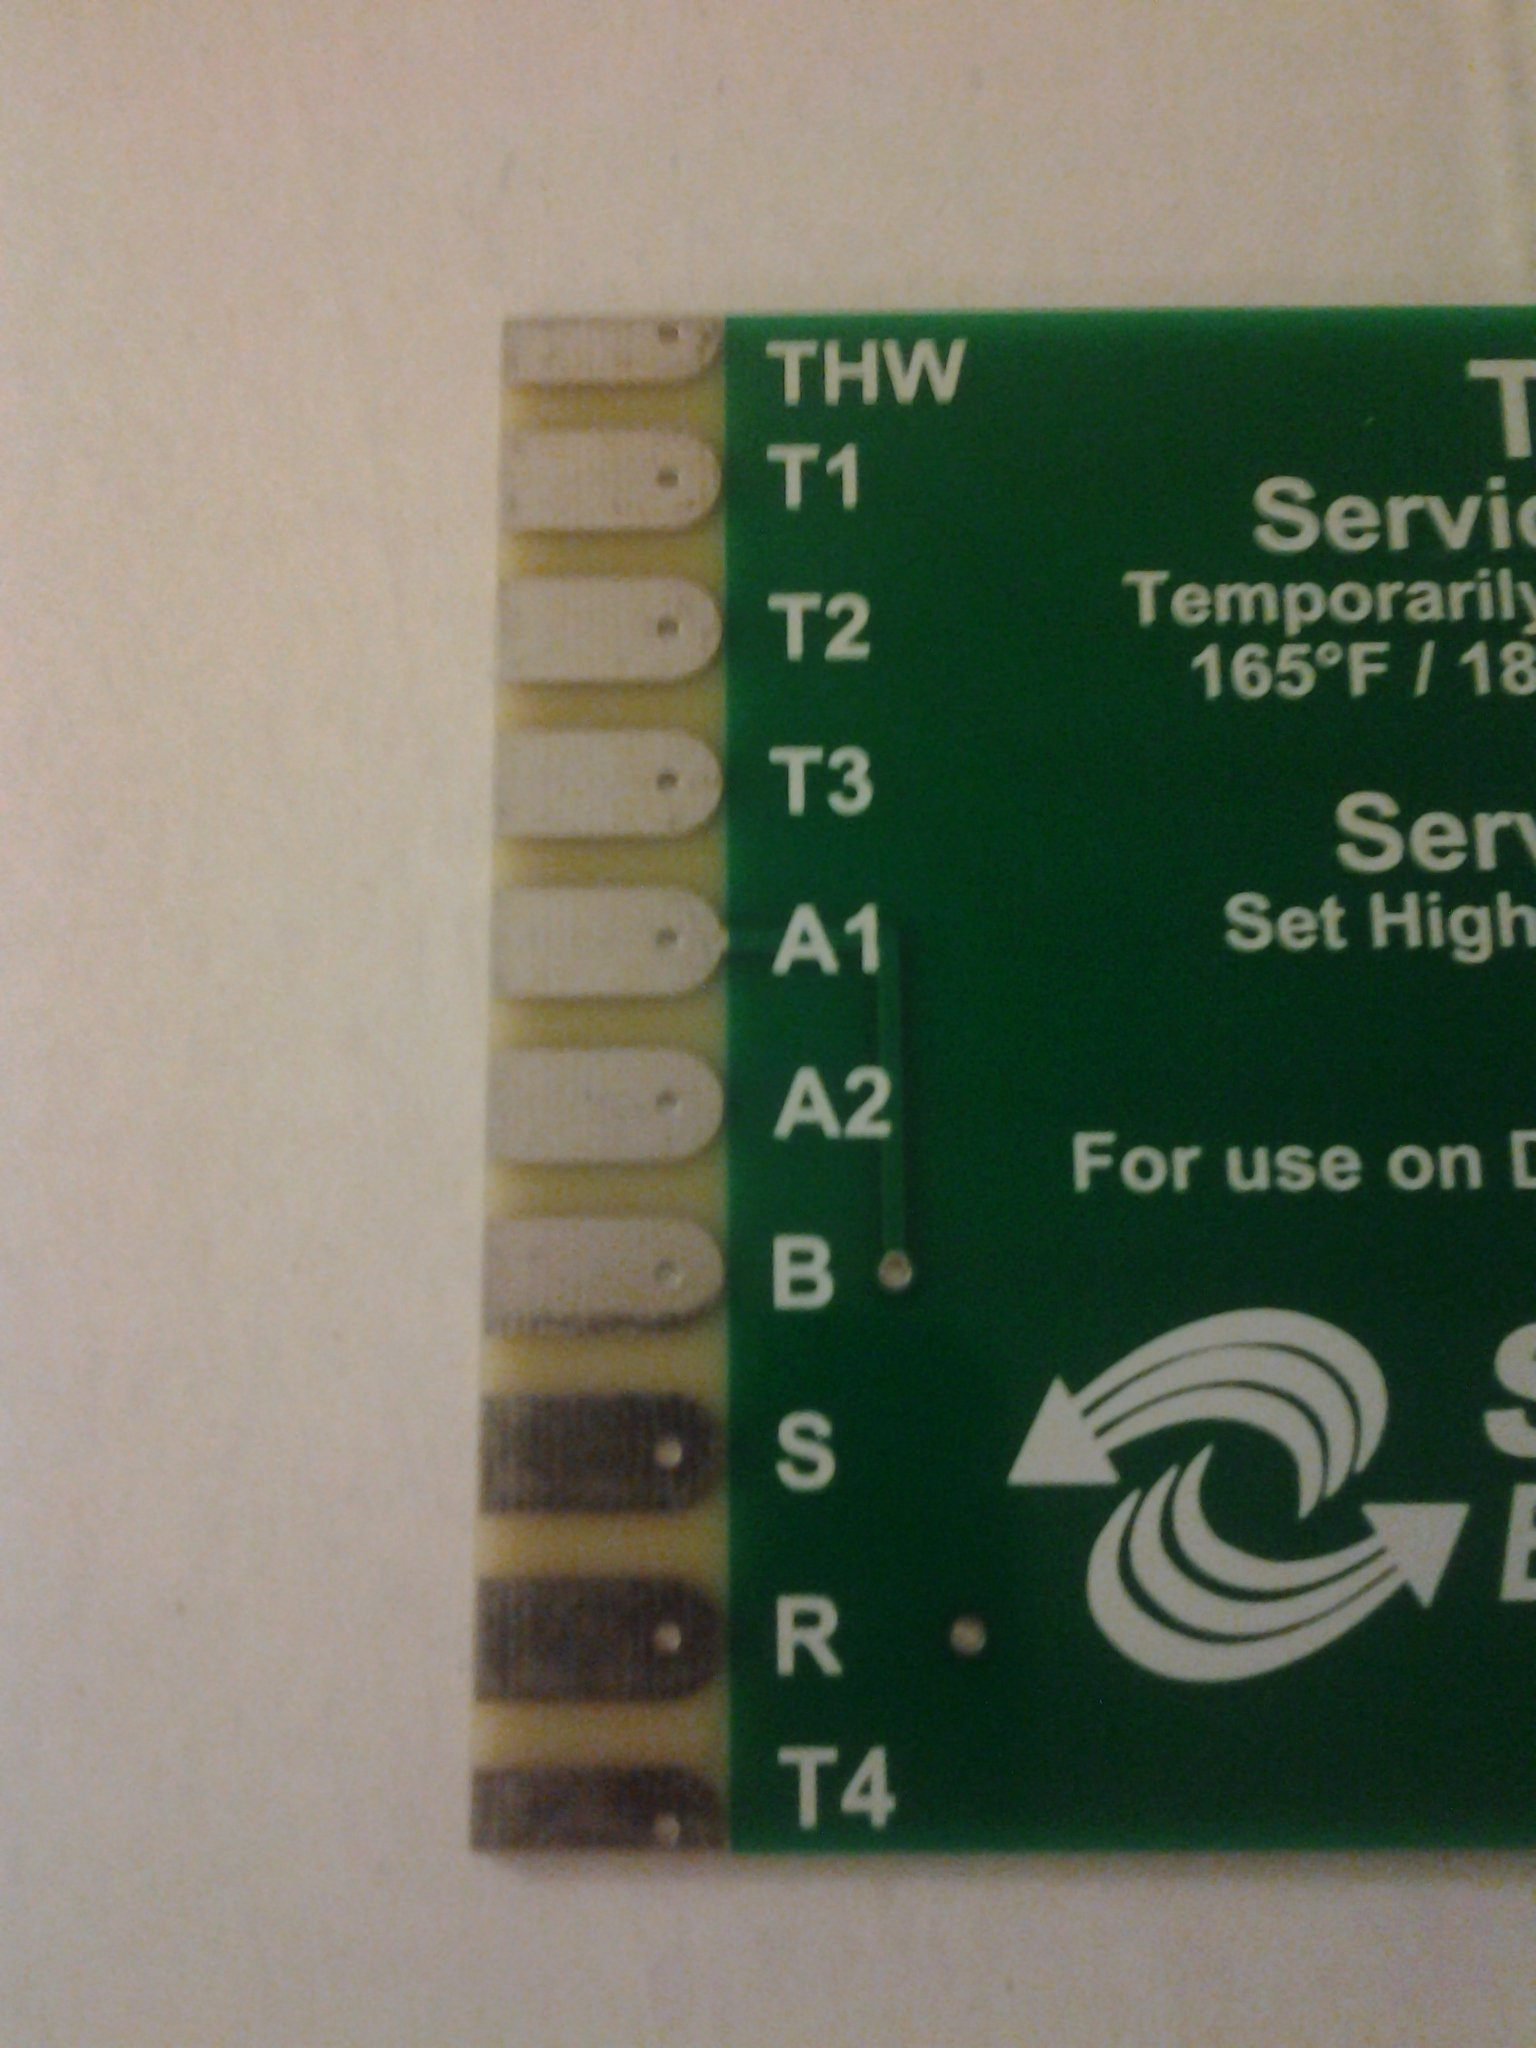 THW
T1
T2
T3
A1
A2
B
S
R
T4
T
Servic
Temporarily
165°F / 18
Serv
Set High
For use on D
S
E